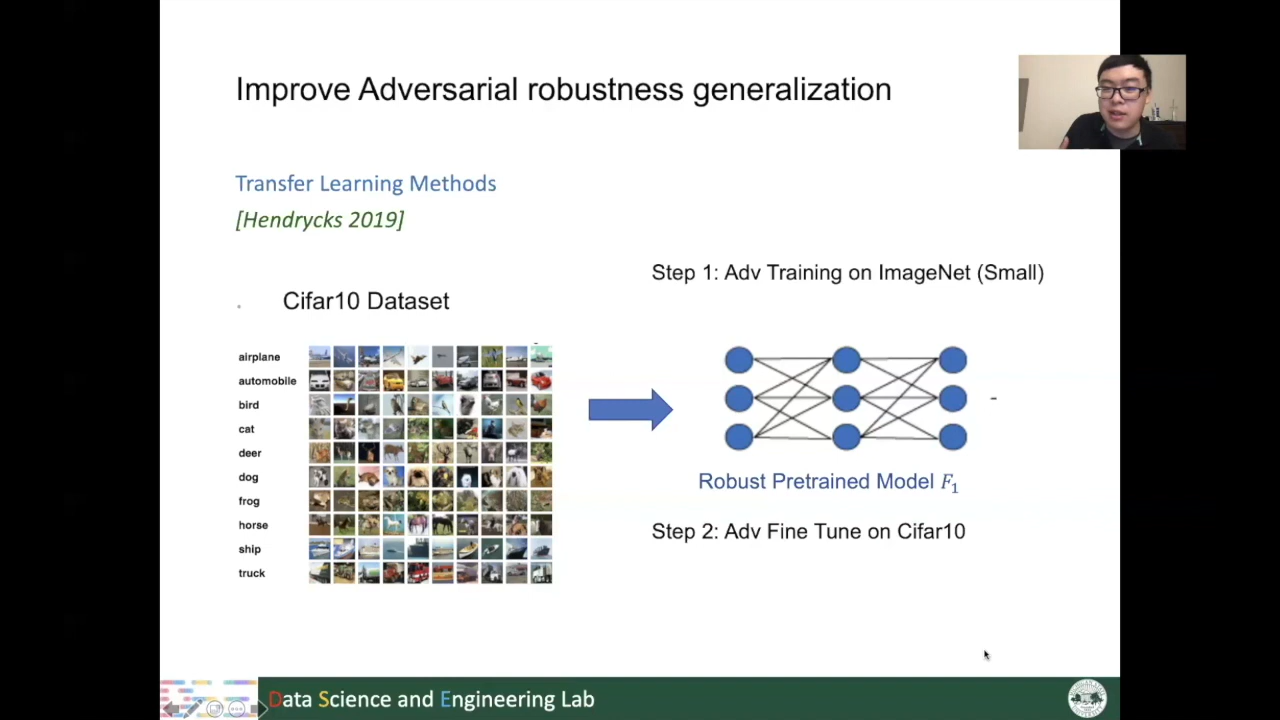 Improve Adversarial robustness generalization
Transfer Learning Methods
[Hendrycks 2019]
Step 1: Adv Training on ImageNet (Small)
Cifar10 Dataset
airplane
automobile
bird
cat
deer
dog
frog
horse
ship
truck
Robust Pretrained Model F₁
Step 2: Adv Fine Tune on Cifar10
Data Science and Engineering Lab